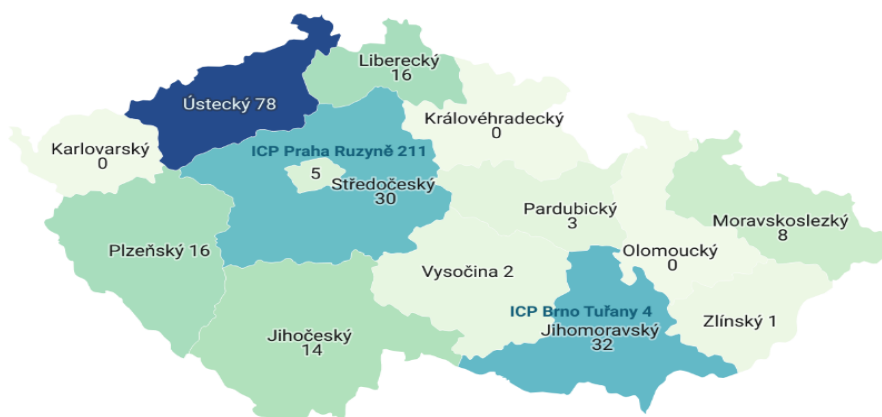 Liberecký
16
Ústecký 78
Královéhradecký
0
Karlovarský
0
ICP Praha Ruzyně 211
5
Středočeský
30
Pardubický
3
Moravskoslezký
8
Plzeňský 16
Olomoucký
0
Vysočina 2
ICP Brno Tuřany 4
Jihomoravský
32
Zlínský 1
Jihočeský
14